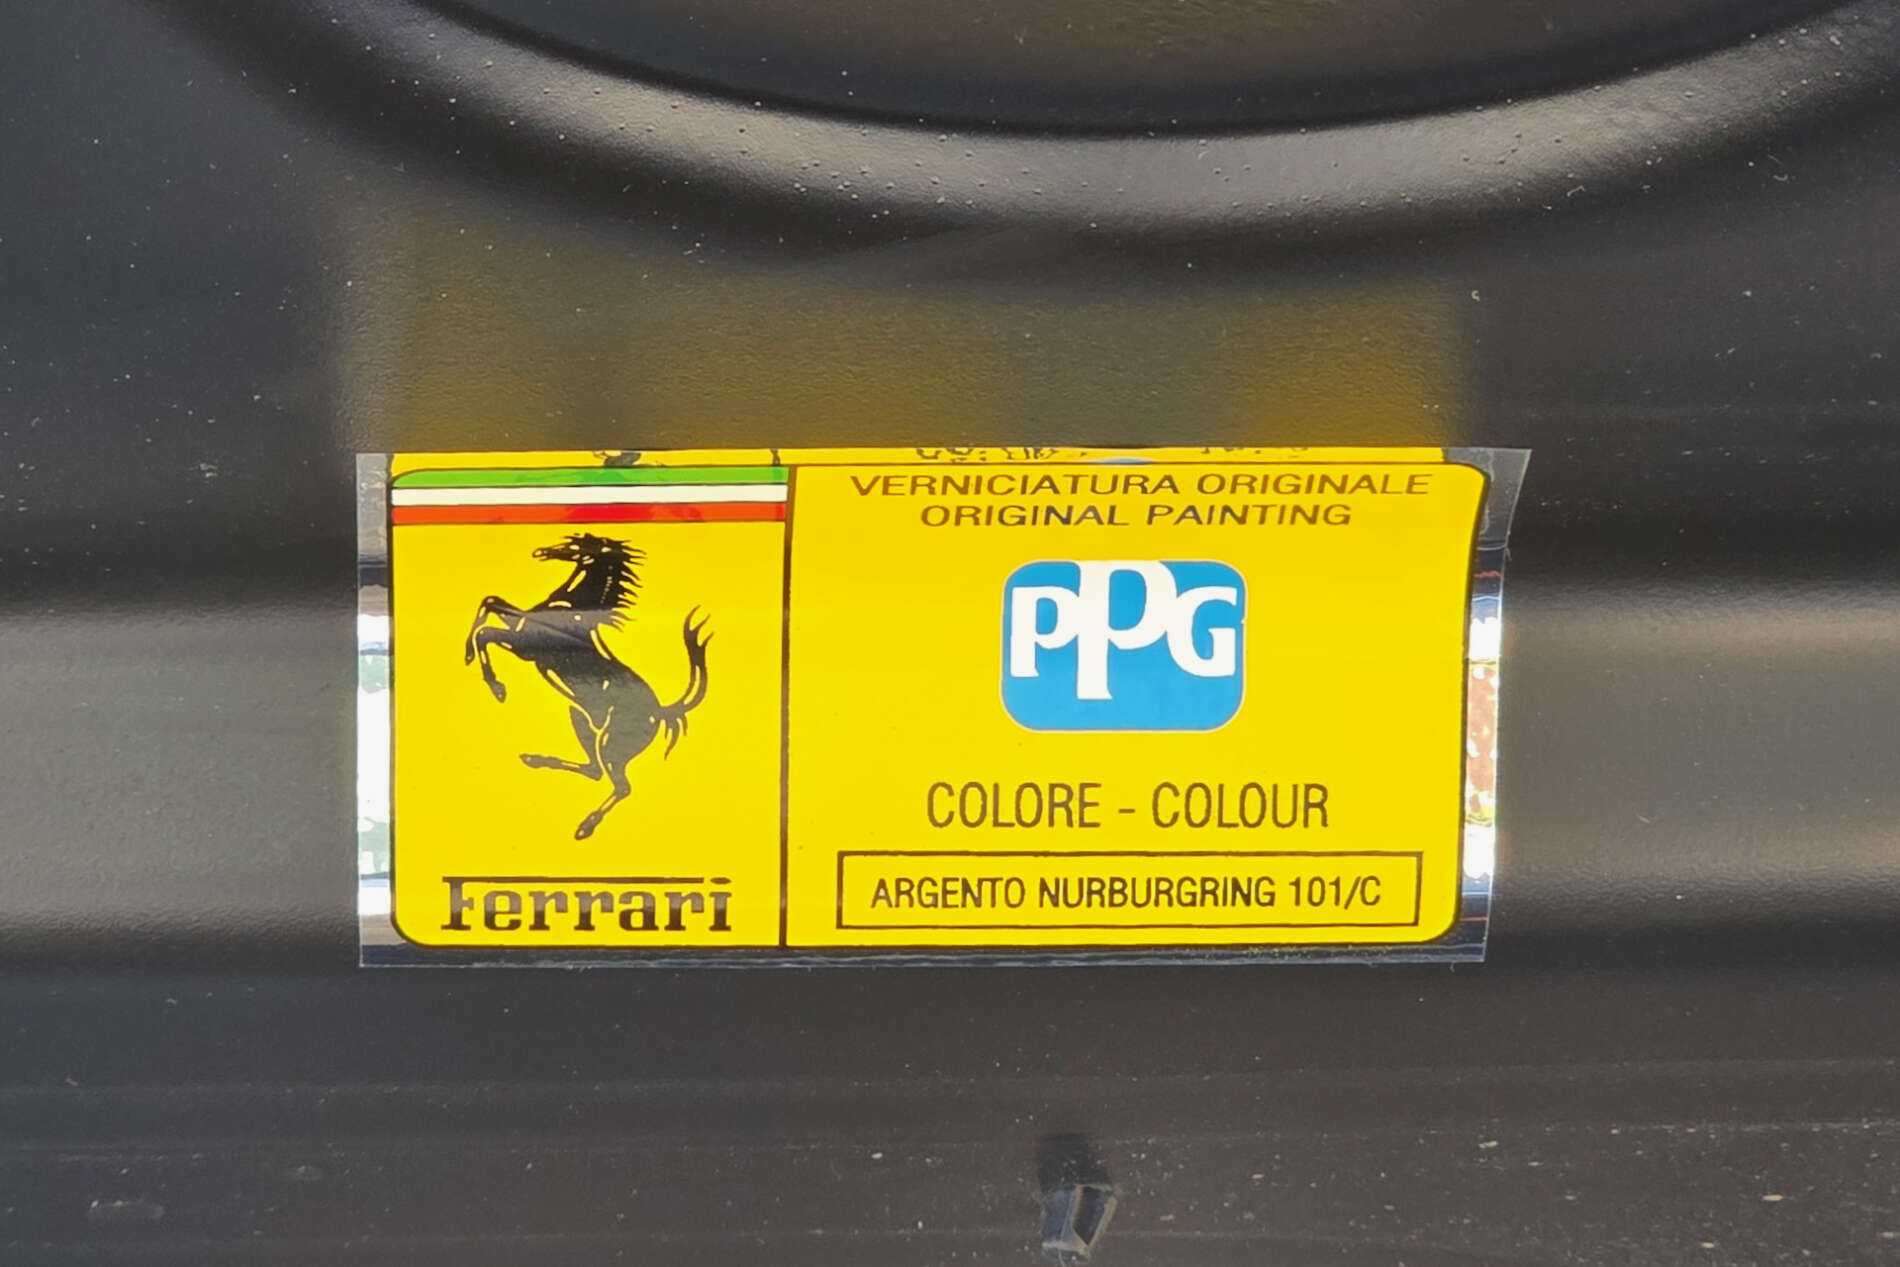 VERNICIATURA ORIGINALE
ORIGINAL PAINTING
PPG
COLORE - COLOUR
ARGENTO NURBURGRING 101/C
Ferrari